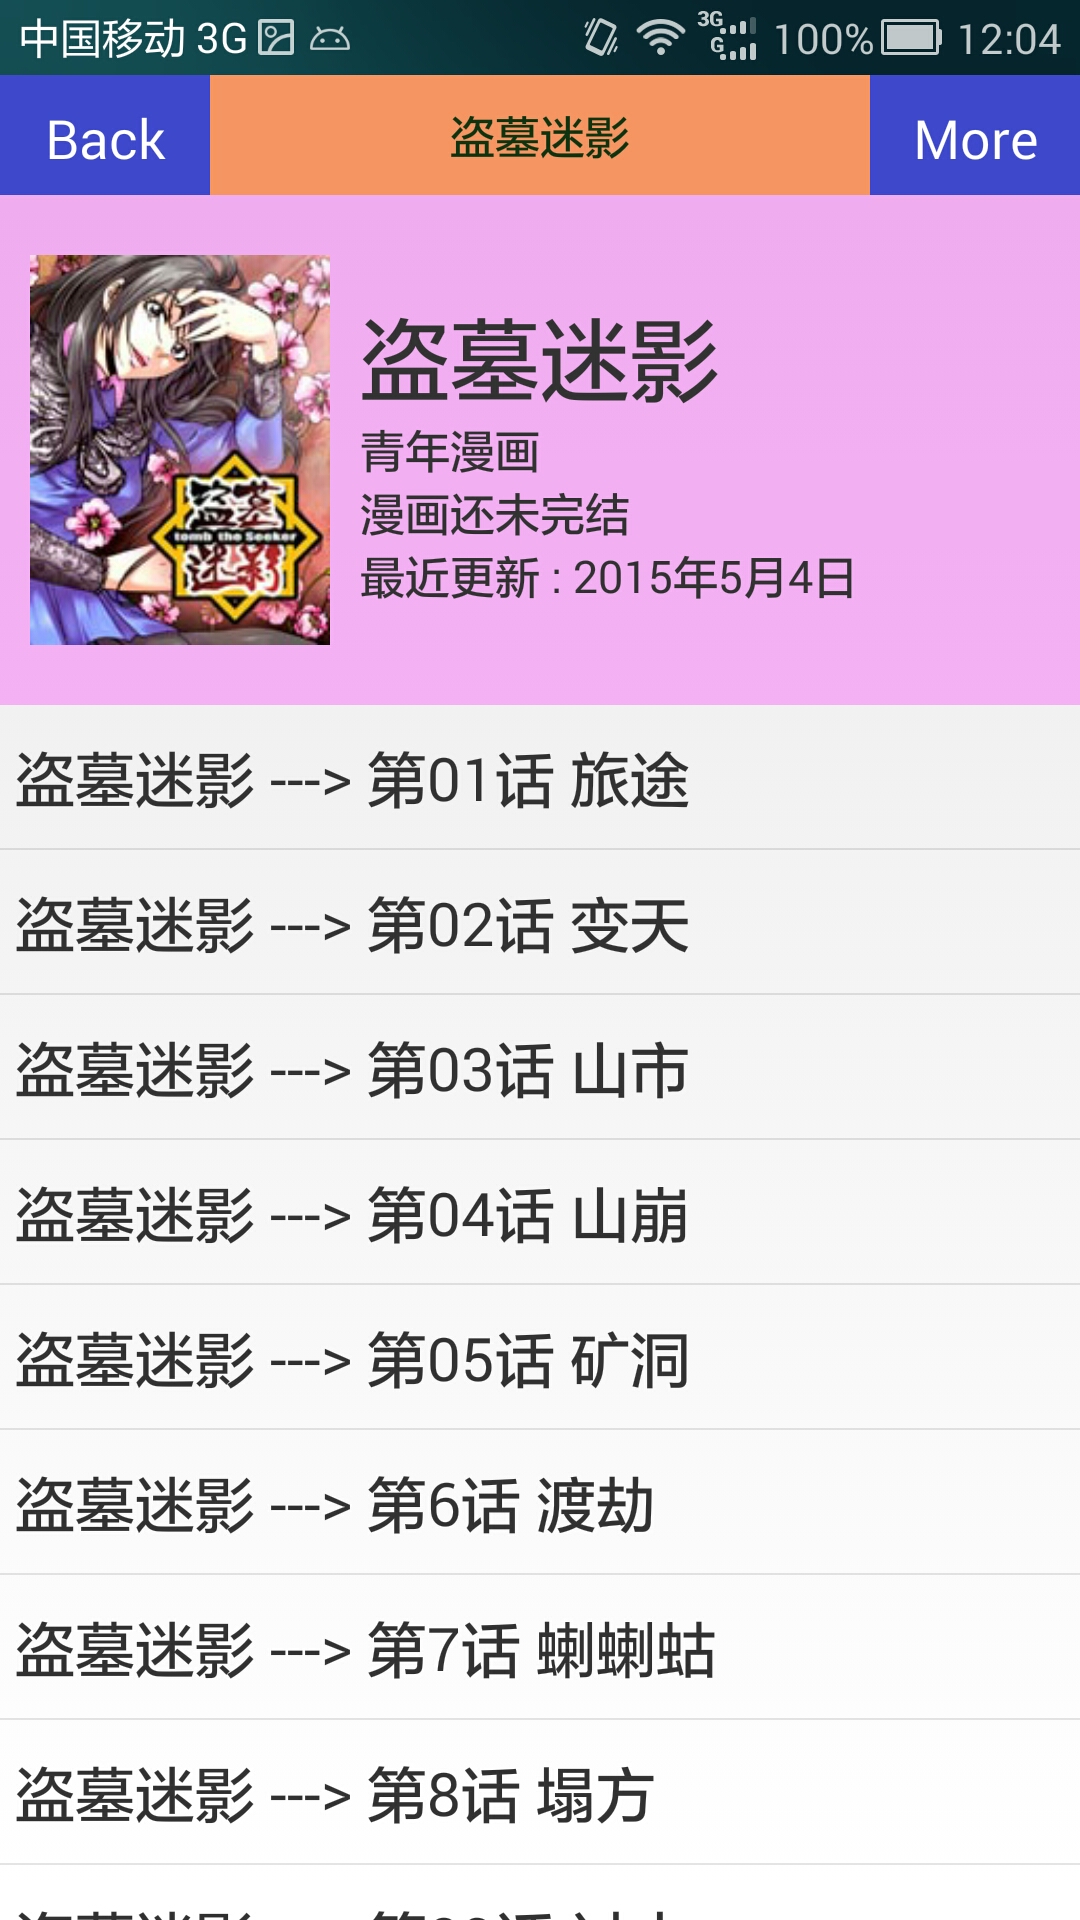 中国移动 3G 3G G 100% 12:04
Back 盗墓迷影 More
盗墓迷影
青年漫画
漫画还未完结
最近更新 : 2015年5月4日
盗墓
tomb the Seeker
迷影
盗墓迷影 ---> 第01话 旅途
盗墓迷影 ---> 第02话 变天
盗墓迷影 ---> 第03话 山市
盗墓迷影 ---> 第04话 山崩
盗墓迷影 ---> 第05话 矿洞
盗墓迷影 ---> 第6话 渡劫
盗墓迷影 ---> 第7话 蝲蝲蛄
盗墓迷影 ---> 第8话 塌方